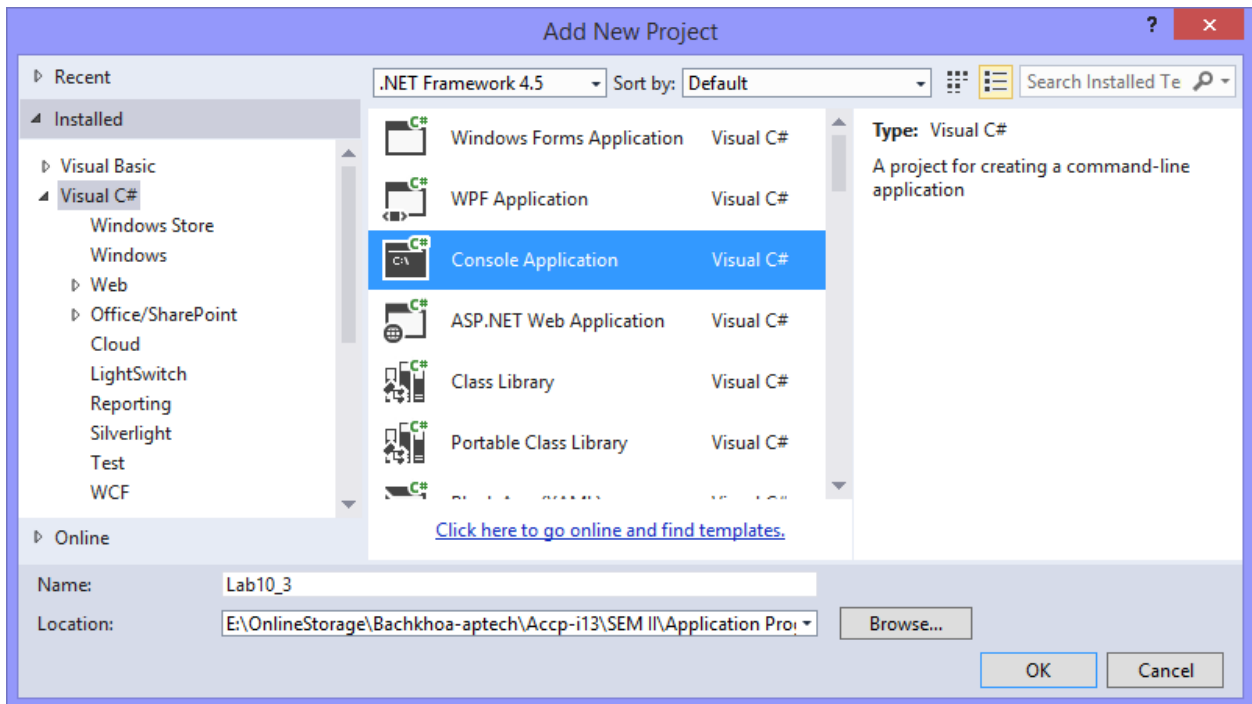 Add New Project
?
Recent
Installed
Visual Basic
Visual C#
Windows Store
Windows
Web
Office/SharePoint
Cloud
LightSwitch
Reporting
Silverlight
Test
WCF
Online
.NET Framework 4.5 Sort by: Default
Search Installed Te
C# Windows Forms Application Visual C#
C# WPF Application Visual C#
C# C:\ Console Application Visual C#
C# ASP.NET Web Application Visual C#
C# Class Library Visual C#
C# Portable Class Library Visual C#
C#
Click here to go online and find templates.
Type: Visual C#
A project for creating a command-line
application
Name: Lab10_3
Location: E:\OnlineStorage\Bachkhoa-aptech\Accp-i13\SEM II\Application Pro
Browse...
OK Cancel